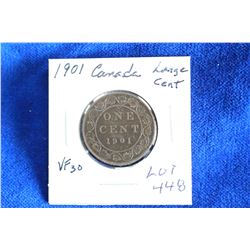 1901 Canada Large
Cent
ONE
CENT
1901
VF30
LOT
448